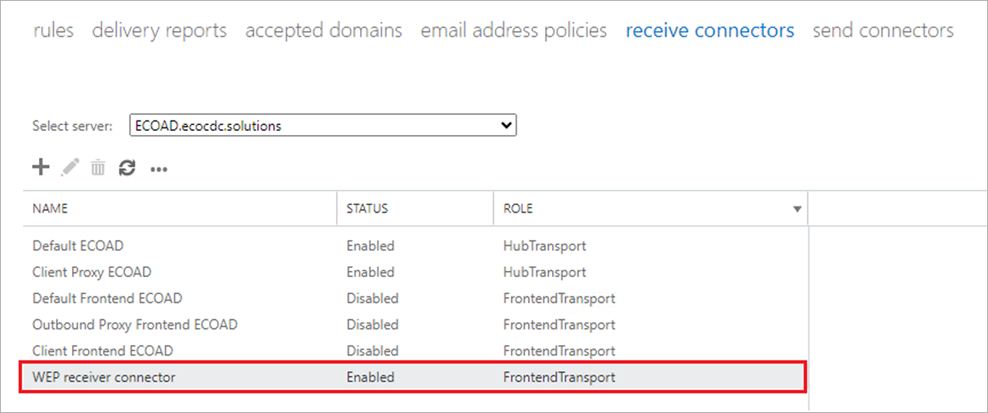 rules delivery reports accepted domains email address policies receive connectors send connectors
Select server: ECOAD.ecocdc.solutions
NAME STATUS ROLE
Default ECOAD Enabled HubTransport
Client Proxy ECOAD Enabled HubTransport
Default Frontend ECOAD Disabled FrontendTransport
Outbound Proxy Frontend ECOAD Disabled FrontendTransport
Client Frontend ECOAD Disabled FrontendTransport
WEP receiver connector Enabled FrontendTransport